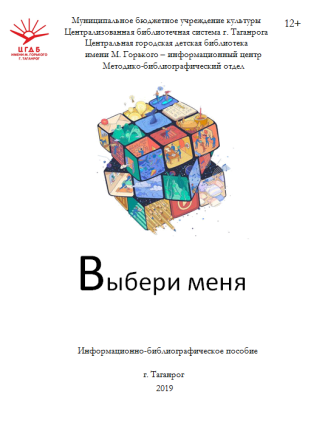 Муниципальное бюджетное учреждение культуры
12+
Централизованная библиотечная система г. Таганрога
Центральная городская детская библиотека
имени М. Горького – информационный центр
Методико-библиографический отдел
ЦГДБ
ИМЕНИ М. ГОРЬКОГО
Г. ТАГАНРОГ
Выбери меня
Информационно-библиографическое пособие
г. Таганрог
2019